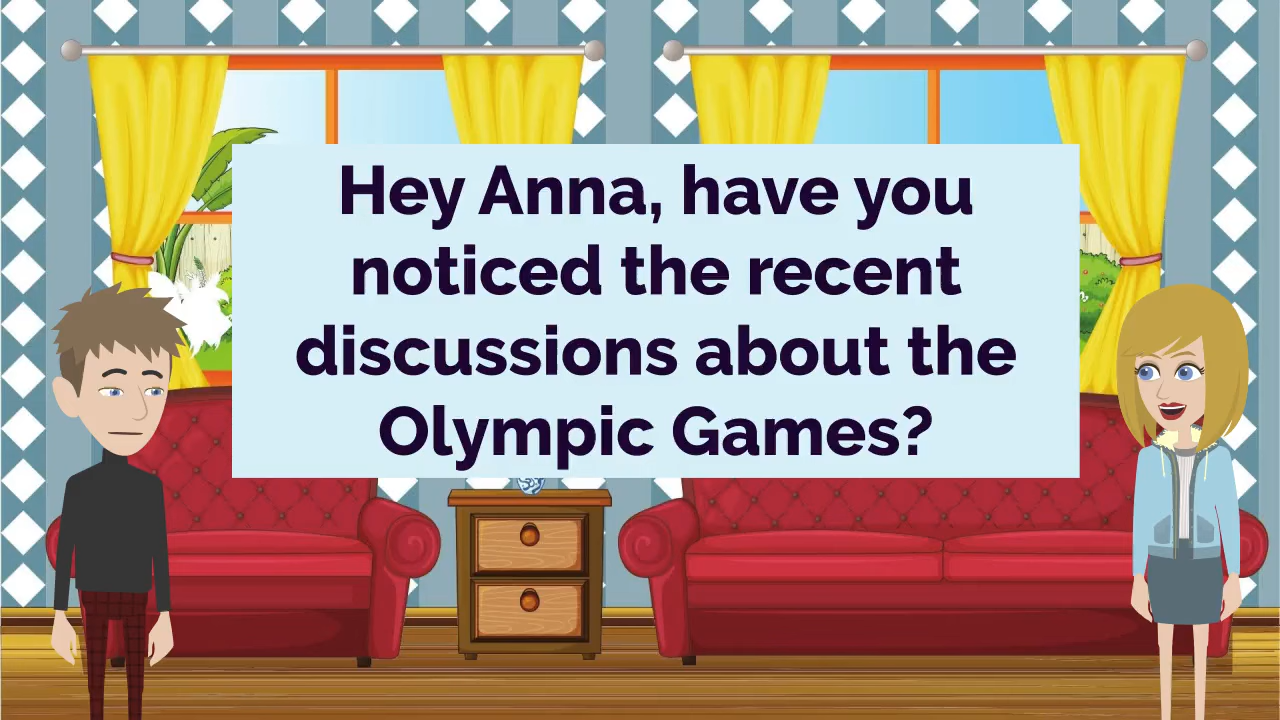 Hey Anna, have you
noticed the recent
discussions about the
Olympic Games?